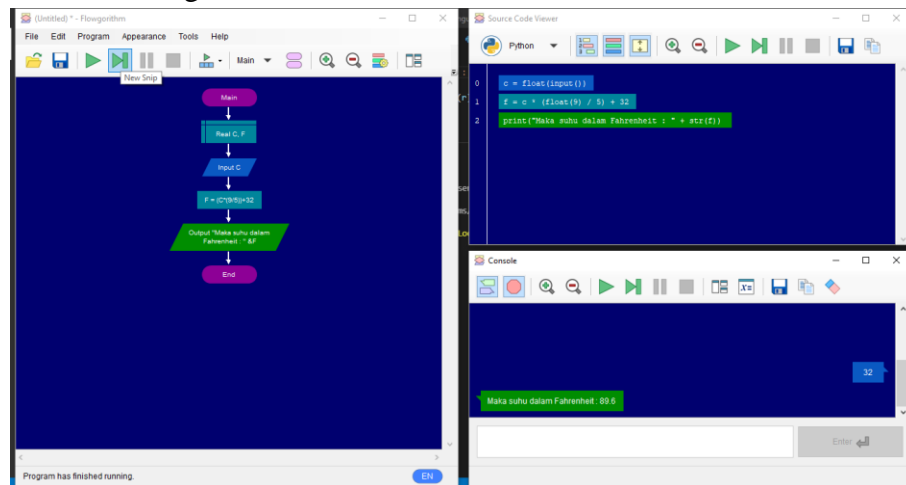 (Untitled) * - Flowgorithm
File Edit Program Appearance Tools Help
Main
New Snip
Main
Real C, F
Input C
F = (C*(9/5))+32
Output "Maka suhu dalam
Fahrenheit : " &F
End
Program has finished running.
EN
Source Code Viewer
Python
0 c = float(input())
1 f = c * (float(9) / 5) + 32
2 print("Maka suhu dalam Fahrenheit : " + str(f))
Console
X=
32
Maka suhu dalam Fahrenheit : 89.6
Enter